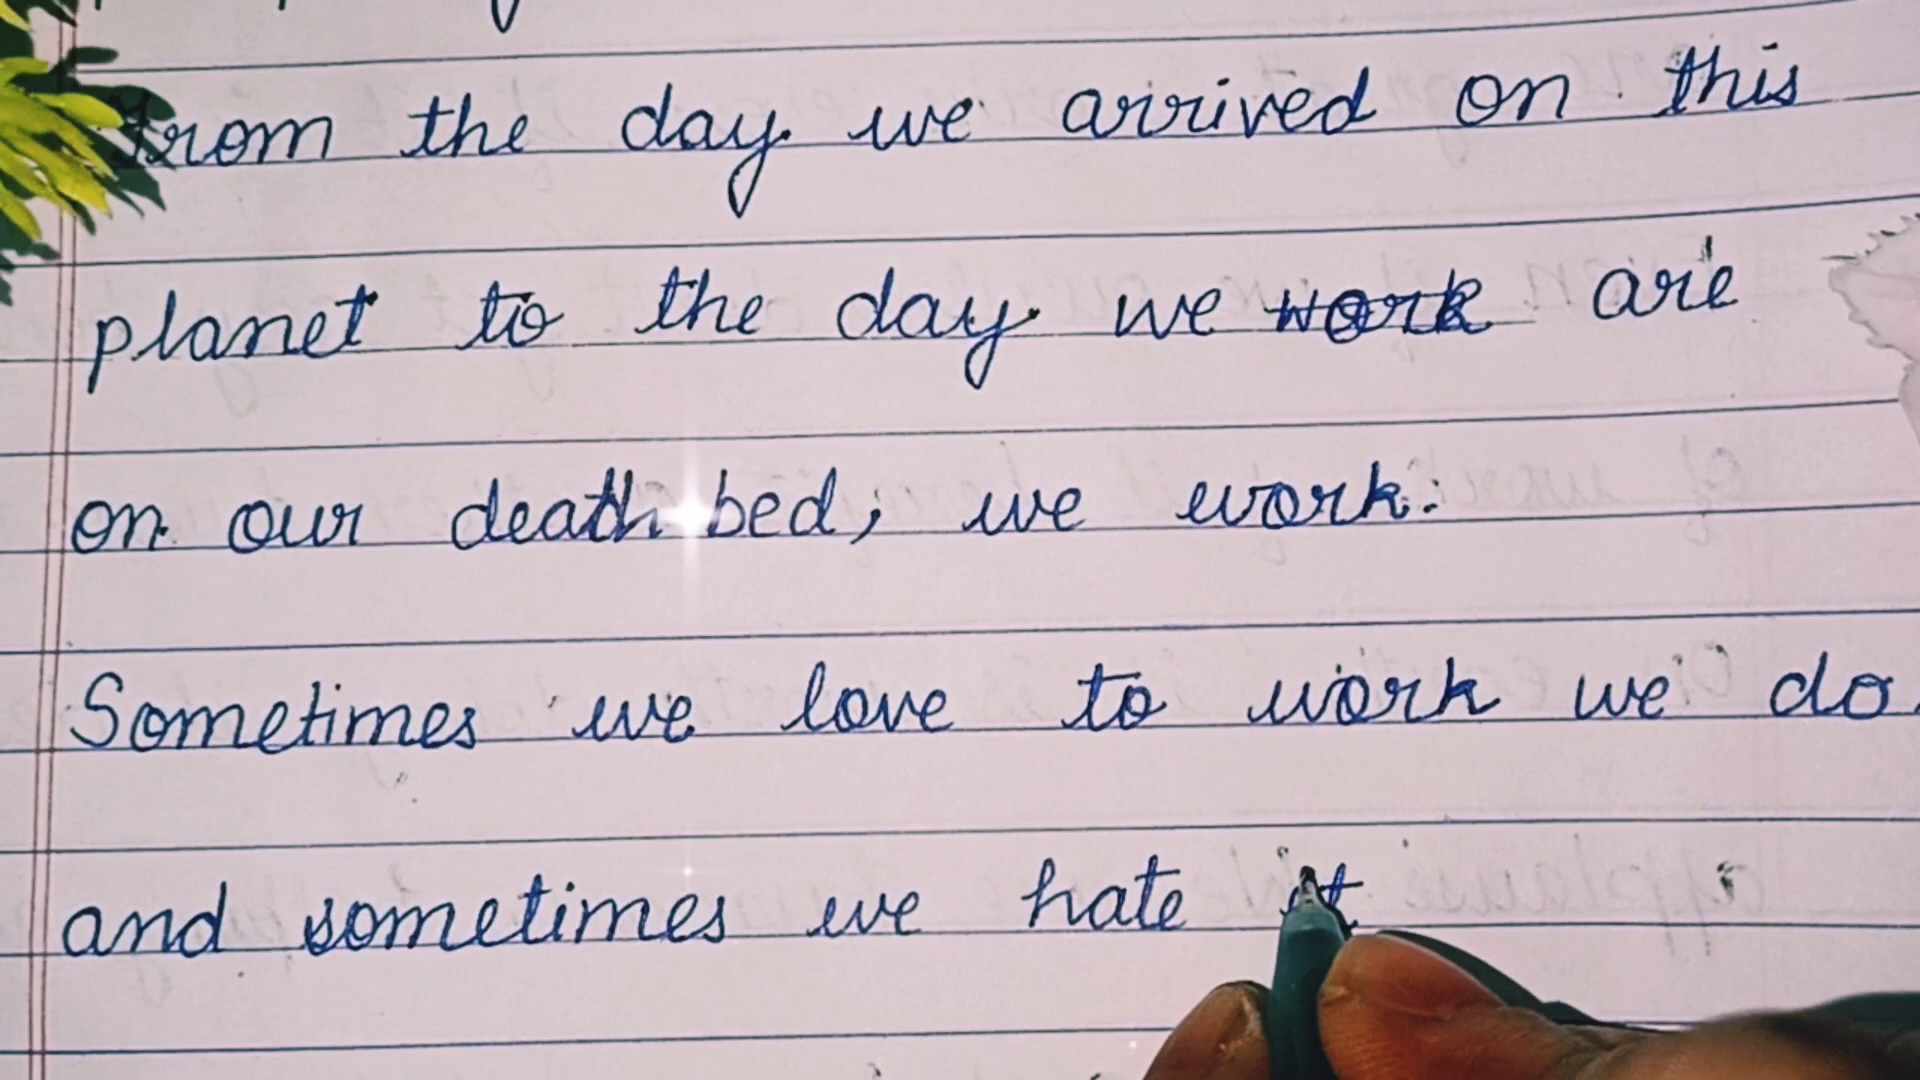 from the day we arrived on this
planet to the day we work are
on our death bed, we work.
Sometimes we love to work we do.
and sometimes we hate it